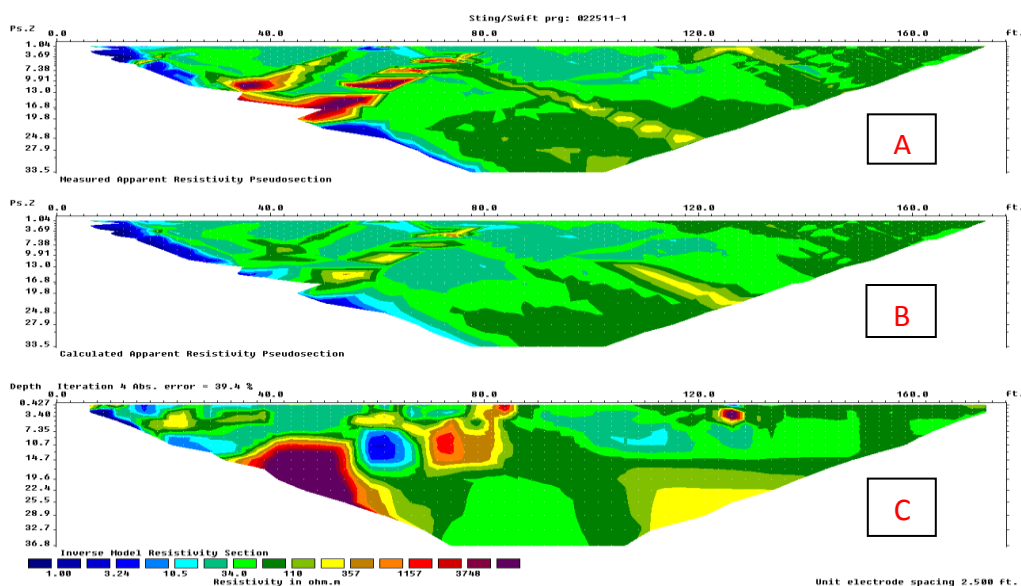 Sting/Swift prg: 022511-1
Ps.Z 0.0 40.0 80.0 120.0 160.0 ft.
1.04
3.69
7.38
9.91
13.0
16.8
19.8
24.8
27.9
33.5
A
Measured Apparent Resistivity Pseudosection
Ps.Z 0.0 40.0 80.0 120.0 160.0 ft.
1.04
3.69
7.38
9.91
13.0
16.8
19.8
24.8
27.9
33.5
B
Calculated Apparent Resistivity Pseudosection
Depth Iteration 4 Abs. error = 39.4 %
0.0 40.0 80.0 120.0 160.0 ft.
0.427
3.40
7.35
10.7
14.7
19.6
22.4
25.5
28.9
32.7
36.8
C
Inverse Model Resistivity Section
1.00 3.24 10.5 34.0 110 357 1157 3748
Resistivity in ohm.m
Unit electrode spacing 2.500 ft.